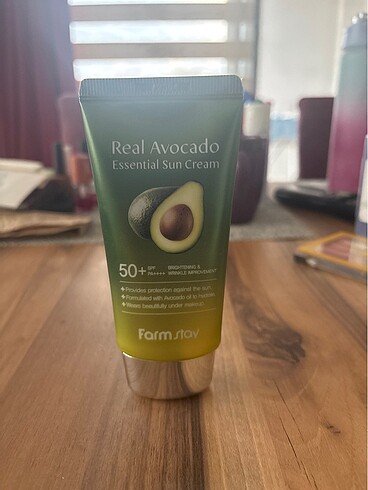 Real Avocado
Essential Sun Cream
50+ SPF PA++++ BRIGHTENING & WRINKLE IMPROVEMENT
Provides protection against the sun.
Formulated with Avocado oil to hydrate.
Wears beautifully under makeup.
Farmstay